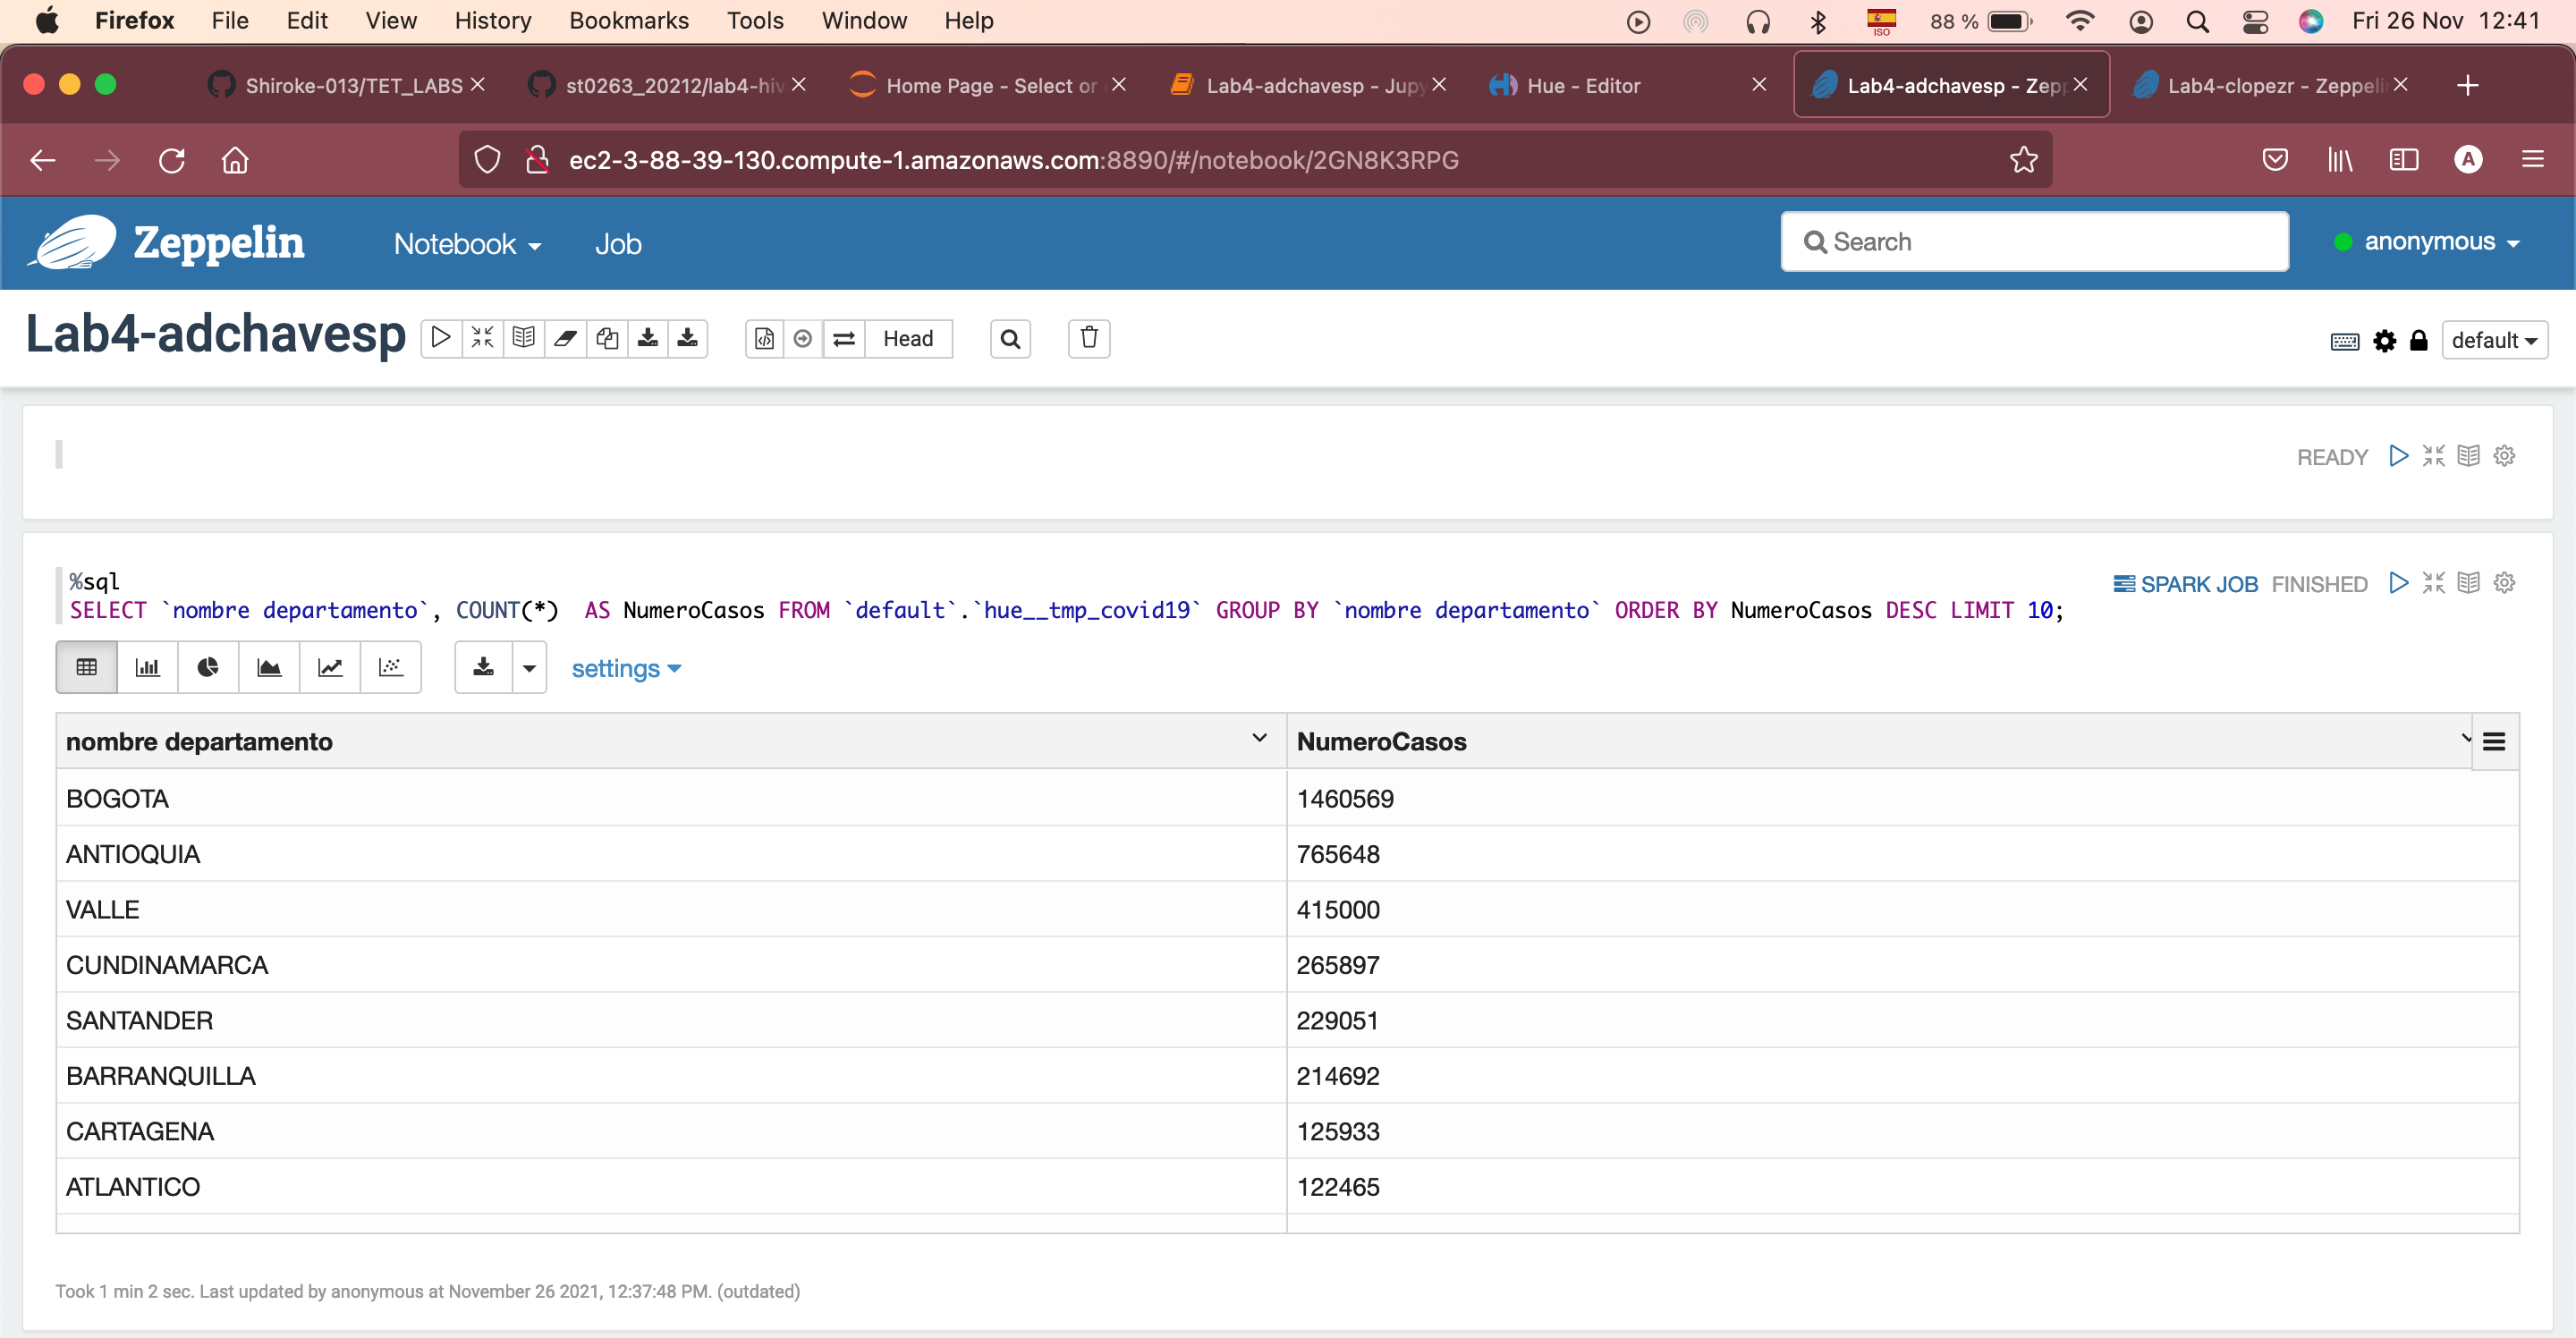 Firefox File Edit View History Bookmarks Tools Window Help ISO 88 % Fri 26 Nov 12:41
Shiroke-013/TET_LABS st0263_20212/lab4-hiv Home Page - Select or Lab4-adchavesp - Jupy Hue - Editor Lab4-adchavesp - Zepp Lab4-clopezr - Zeppeli
ec2-3-88-39-130.compute-1.amazonaws.com:8890/#/notebook/2GN8K3RPG A
Zeppelin Notebook Job Search anonymous
Lab4-adchavesp Head default
READY
%sql SPARK JOB FINISHED
SELECT `nombre departamento`, COUNT(*)  AS NumeroCasos FROM `default`.`hue__tmp_covid19` GROUP BY `nombre departamento` ORDER BY NumeroCasos DESC LIMIT 10;
settings
nombre departamento NumeroCasos
BOGOTA 1460569
ANTIOQUIA 765648
VALLE 415000
CUNDINAMARCA 265897
SANTANDER 229051
BARRANQUILLA 214692
CARTAGENA 125933
ATLANTICO 122465
Took 1 min 2 sec. Last updated by anonymous at November 26 2021, 12:37:48 PM. (outdated)